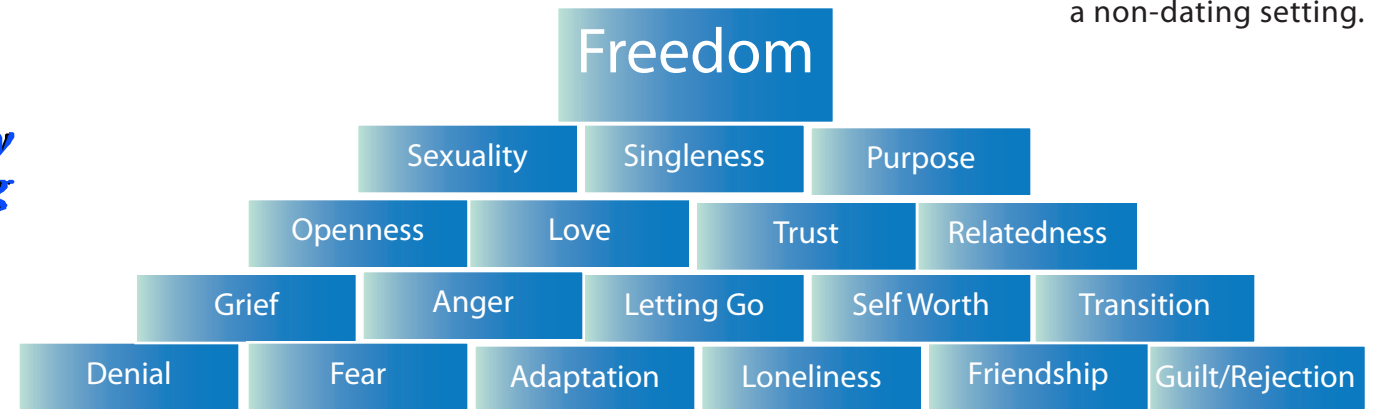 a non-dating setting.
Freedom
Sexuality Singleness Purpose
Openness Love Trust Relatedness
Grief Anger Letting Go Self Worth Transition
Denial Fear Adaptation Loneliness Friendship Guilt/Rejection